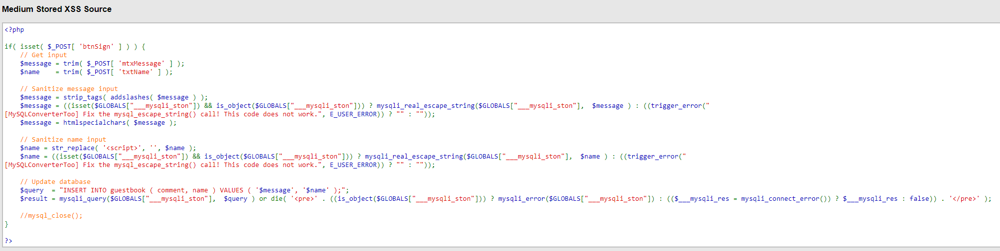 Medium Stored XSS Source
<?php
if( isset( $_POST[ 'btnSign' ] ) ) {
    // Get input
    $message = trim( $_POST[ 'mtxMessage' ] );
    $name    = trim( $_POST[ 'txtName' ] );
    // Sanitize message input
    $message = strip_tags( addslashes( $message ) );
    $message = ((isset($GLOBALS["___mysqli_ston"]) && is_object($GLOBALS["___mysqli_ston"])) ? mysqli_real_escape_string($GLOBALS["___mysqli_ston"],  $message ) : ((trigger_error("
[MySQLConverterToo] Fix the mysql_escape_string() call! This code does not work.", E_USER_ERROR)) ? "" : ""));
    $message = htmlspecialchars( $message );
    // Sanitize name input
    $name = str_replace( '<script>', '', $name );
    $name = ((isset($GLOBALS["___mysqli_ston"]) && is_object($GLOBALS["___mysqli_ston"])) ? mysqli_real_escape_string($GLOBALS["___mysqli_ston"],  $name ) : ((trigger_error("
[MySQLConverterToo] Fix the mysql_escape_string() call! This code does not work.", E_USER_ERROR)) ? "" : ""));
    // Update database
    $query  = "INSERT INTO guestbook ( comment, name ) VALUES ( '$message', '$name' );";
    $result = mysqli_query($GLOBALS["___mysqli_ston"],  $query ) or die( '<pre>' . ((is_object($GLOBALS["___mysqli_ston"])) ? mysqli_error($GLOBALS["___mysqli_ston"]) : (($___mysqli_res = mysqli_connect_error()) ? $___mysqli_res : false)) . '</pre>' );
    //mysql_close();
}
?>